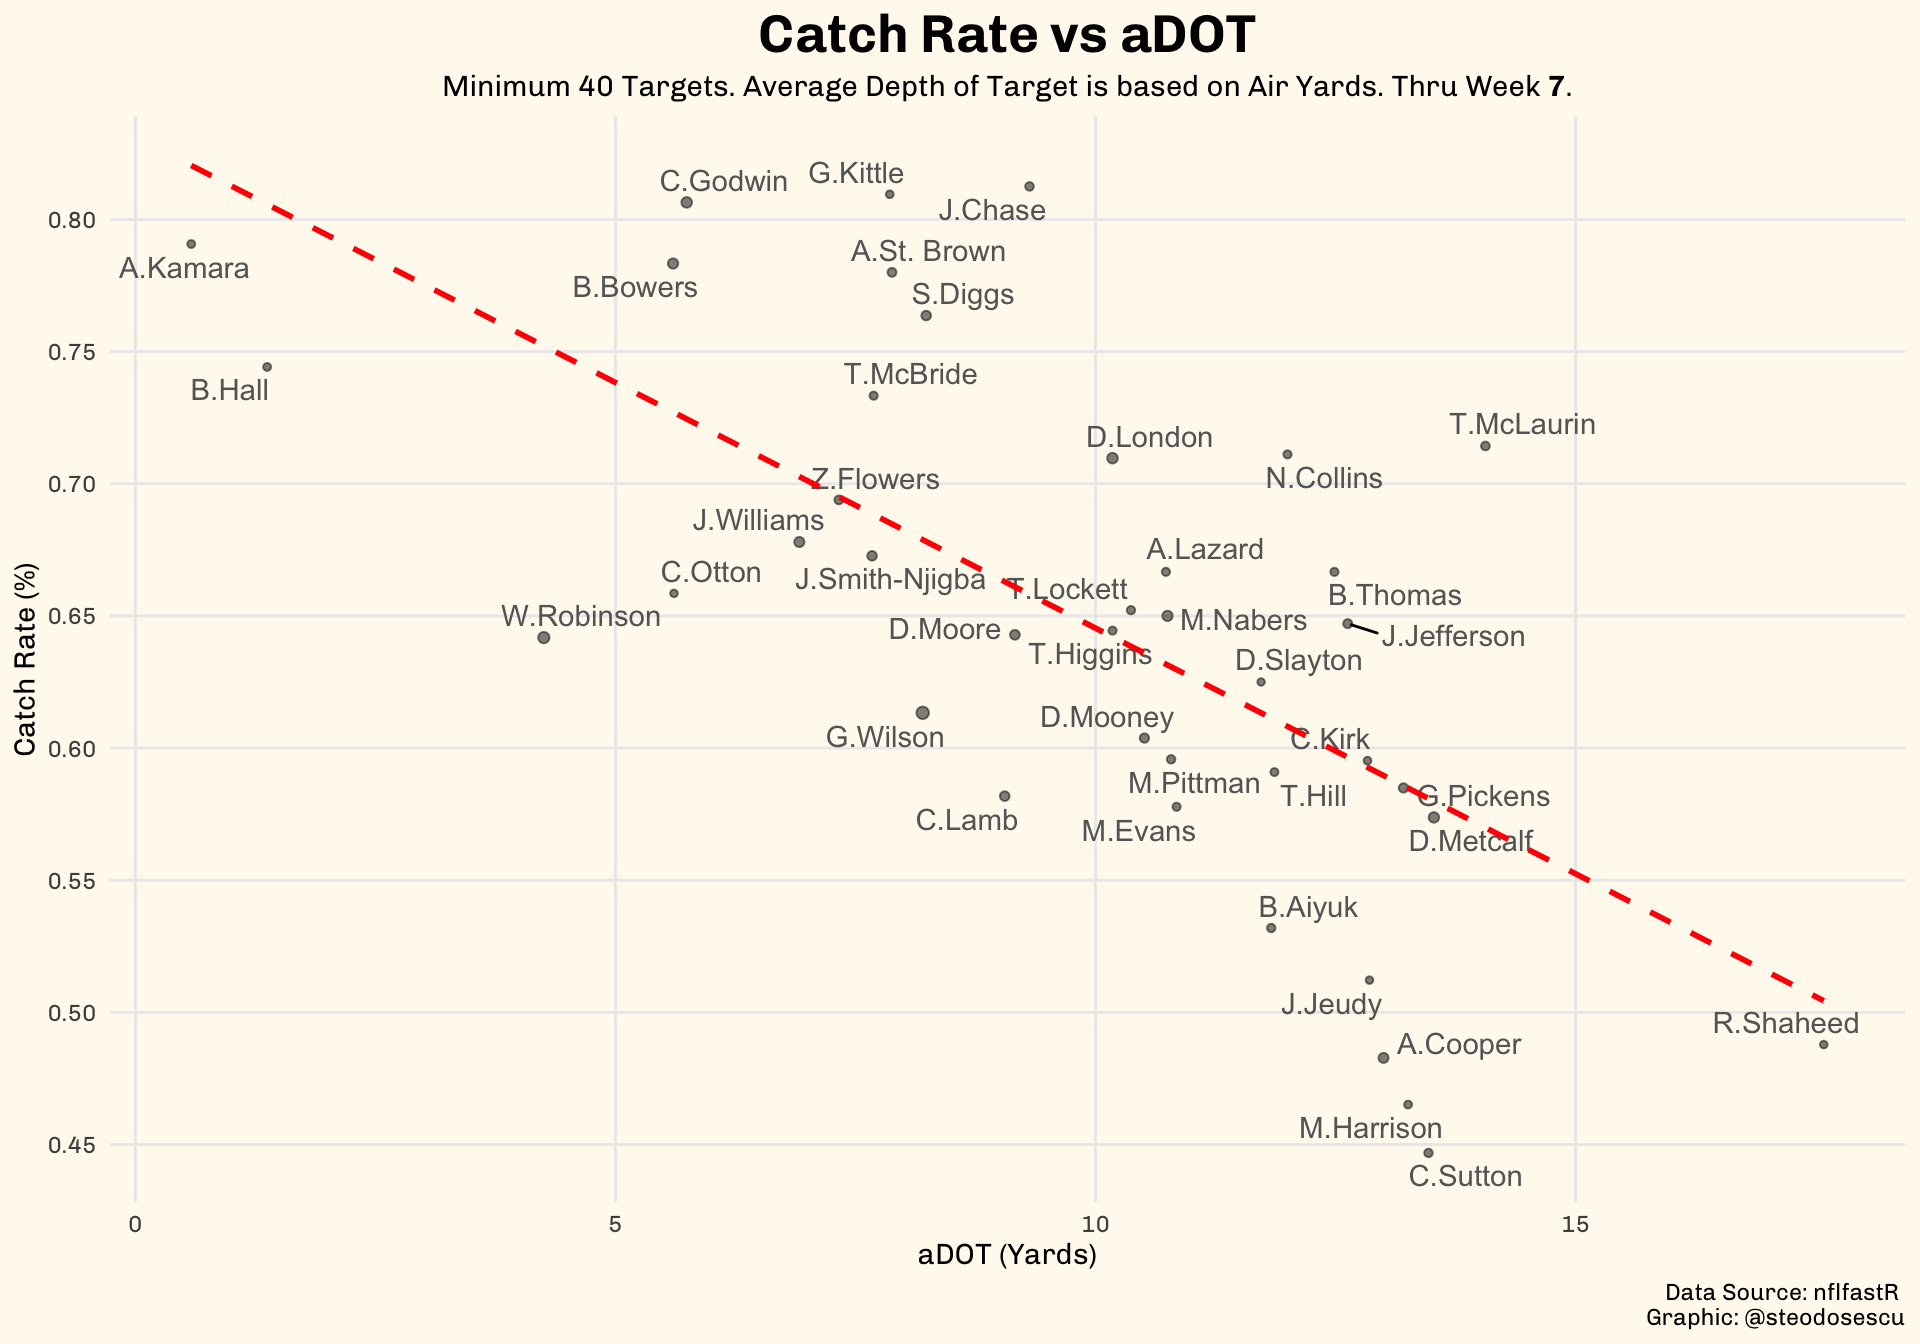 Catch Rate vs aDOT
Minimum 40 Targets. Average Depth of Target is based on Air Yards. Thru Week 7.
Catch Rate (%)
0.80
0.75
0.70
0.65
0.60
0.55
0.50
0.45
G.Kittle
C.Godwin
J.Chase
A.St. Brown
A.Kamara
B.Bowers
S.Diggs
T.McBride
B.Hall
T.McLaurin
D.London
N.Collins
Z.Flowers
J.Williams
A.Lazard
C.Otton
J.Smith-Njigba
T.Lockett
B.Thomas
W.Robinson
M.Nabers
D.Moore
J.Jefferson
T.Higgins
D.Slayton
D.Mooney
G.Wilson
C.Kirk
M.Pittman
T.Hill
G.Pickens
C.Lamb
M.Evans
D.Metcalf
B.Aiyuk
J.Jeudy
R.Shaheed
A.Cooper
M.Harrison
C.Sutton
0
5
10
15
aDOT (Yards)
Data Source: nflfastR
Graphic: @steodosescu